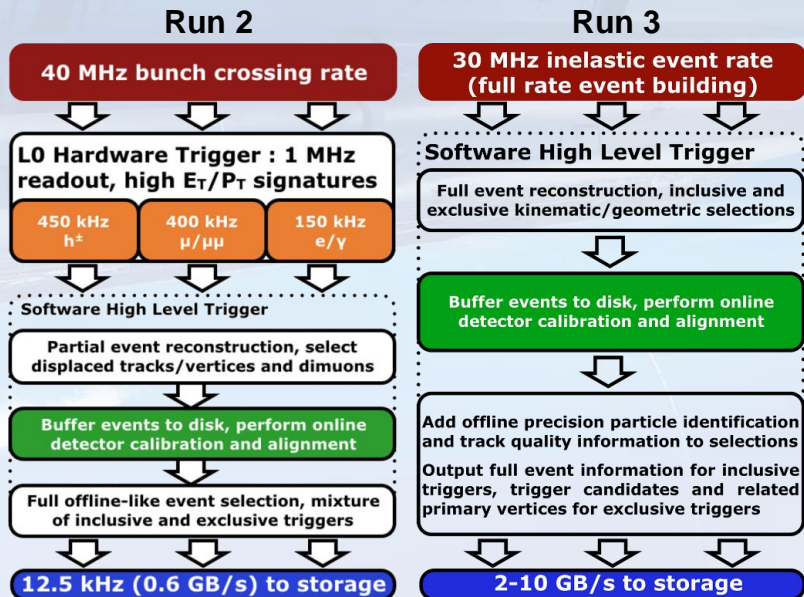 Run 2
40 MHz bunch crossing rate
L0 Hardware Trigger : 1 MHz
readout, high ET/PT signatures
450 kHz
h±
400 kHz
μ/μμ
150 kHz
e/γ
Software High Level Trigger
Partial event reconstruction, select
displaced tracks/vertices and dimuons
Buffer events to disk, perform online
detector calibration and alignment
Full offline-like event selection, mixture
of inclusive and exclusive triggers
12.5 kHz (0.6 GB/s) to storage
Run 3
30 MHz inelastic event rate
(full rate event building)
Software High Level Trigger
Full event reconstruction, inclusive and
exclusive kinematic/geometric selections
Buffer events to disk, perform online
detector calibration and alignment
Add offline precision particle identification
and track quality information to selections
Output full event information for inclusive
triggers, trigger candidates and related
primary vertices for exclusive triggers
2-10 GB/s to storage